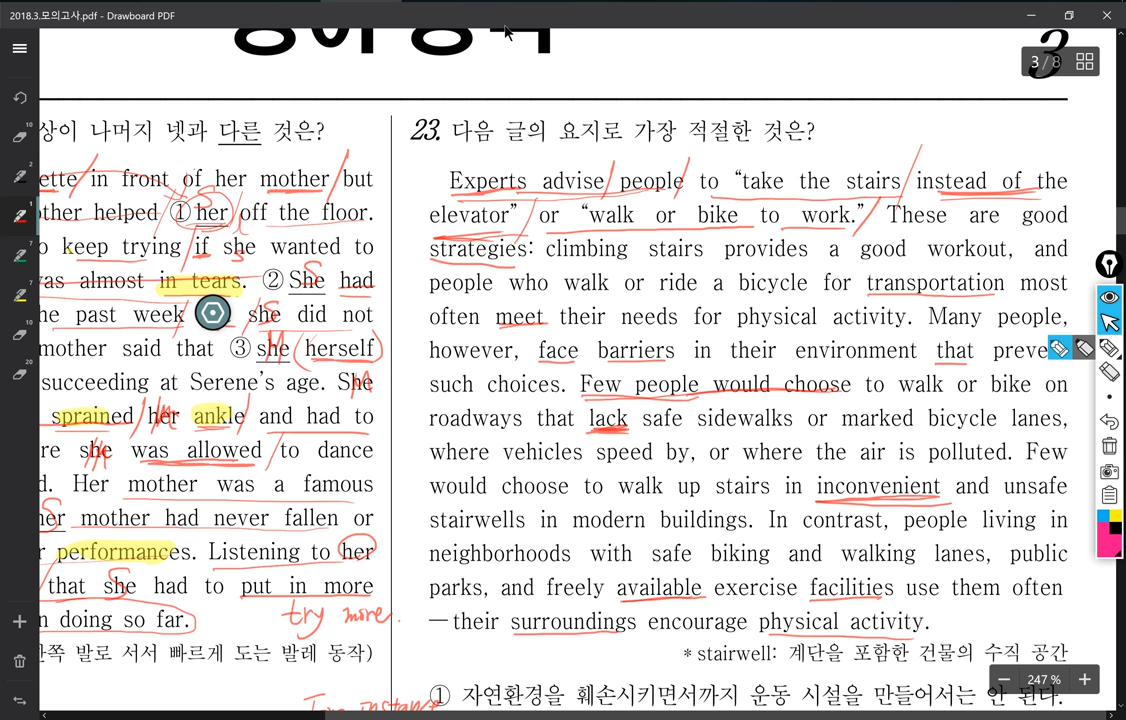 2018.3.모의고사.pdf - Drawboard PDF
3 / 8
3
상이 나머지 넷과 다른 것은?
ette in front of her mother but
other helped ① her off the floor.
o keep trying if she wanted to
was almost in tears. ② She had
he past week she did not
mother said that ③ she (herself)
succeeding at Serene's age. She
sprained her ankle and had to
re she was allowed to dance
d. Her mother was a famous
her mother had never fallen or
r performances. Listening to her
that she had to put in more
try more.
n doing so far.
한쪽 발로 서서 빠르게 도는 발레 동작)
For instance
23. 다음 글의 요지로 가장 적절한 것은?
Experts advise people to “take the stairs instead of the
elevator” or “walk or bike to work.” These are good
strategies: climbing stairs provides a good workout, and
people who walk or ride a bicycle for transportation most
often meet their needs for physical activity. Many people,
however, face barriers in their environment that preve
such choices. Few people would choose to walk or bike on
roadways that lack safe sidewalks or marked bicycle lanes,
where vehicles speed by, or where the air is polluted. Few
would choose to walk up stairs in inconvenient and unsafe
stairwells in modern buildings. In contrast, people living in
neighborhoods with safe biking and walking lanes, public
parks, and freely available exercise facilities use them often
— their surroundings encourage physical activity.
* stairwell: 계단을 포함한 건물의 수직 공간
① 자연환경을 훼손시키면서까지 운동 시설을 만들어서는 안 된다.
247 %